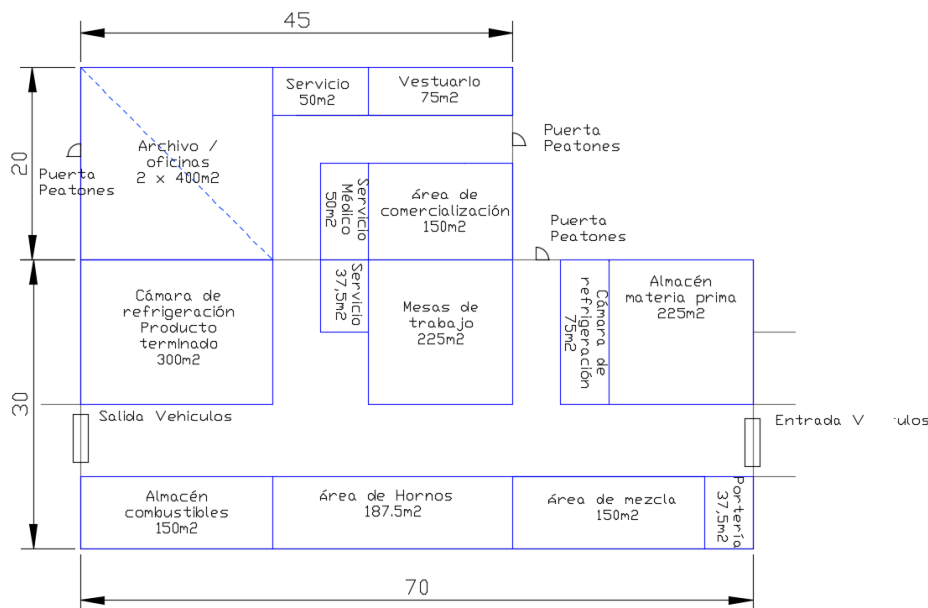 45
Servicio
50m2
Vestuario
75m2
20
Archivo /
oficinas
2 x 400m2
Puerta
Peatones
Puerta
Peatones
Servicio
Médico
50m2
Área de
comercialización
150m2
Puerta
Peatones
30
Cámara de
refrigeración
Producto
terminado
300m2
Servicio
37,5m2
Mesas de
trabajo
225m2
Cámara de
refrigeración
75m2
Almacén
materia prima
225m2
Salida Vehiculos
Entrada V
Almacén
combustibles
150m2
Área de Hornos
187.5m2
Área de mezcla
150m2
Portería
37,5m2
70